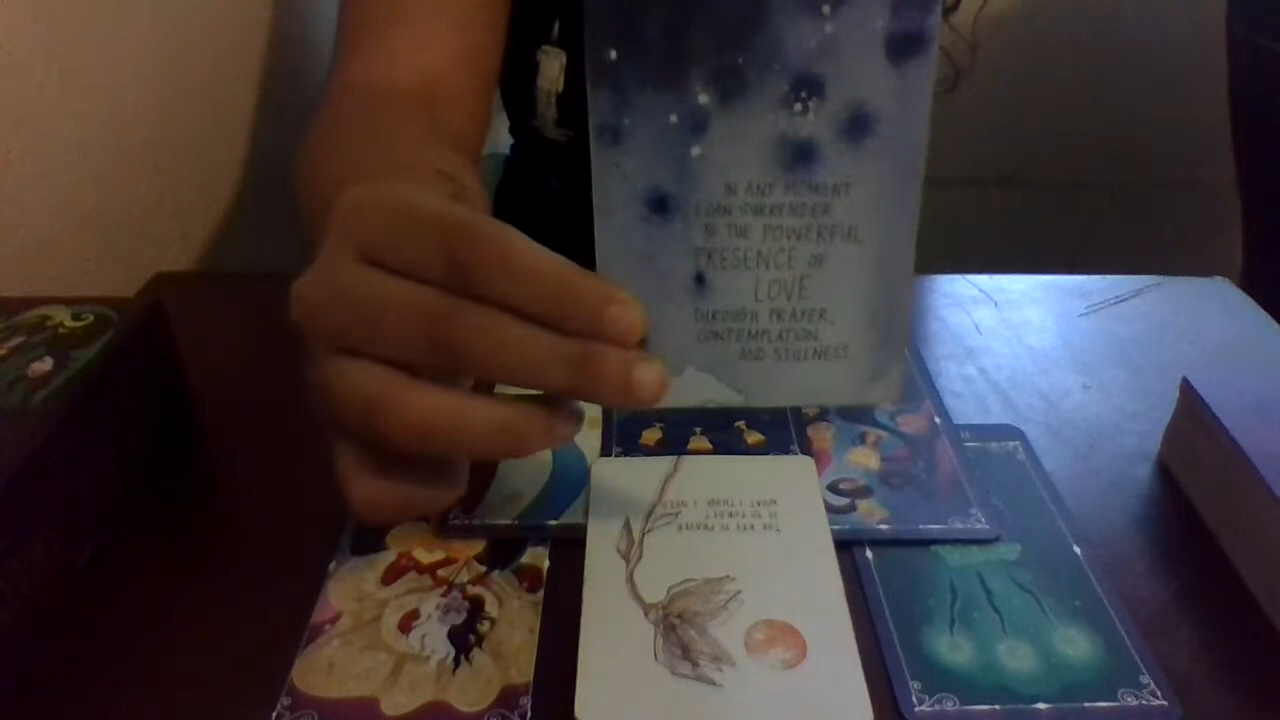 IN ANY MOMENT
I CAN SURRENDER
TO THE POWERFUL
PRESENCE OF
LOVE
THROUGH PRAYER,
CONTEMPLATION,
AND STILLNESS.
THE KEY TO PRAYER
IS TO FORGET
WHAT I THINK I NEED